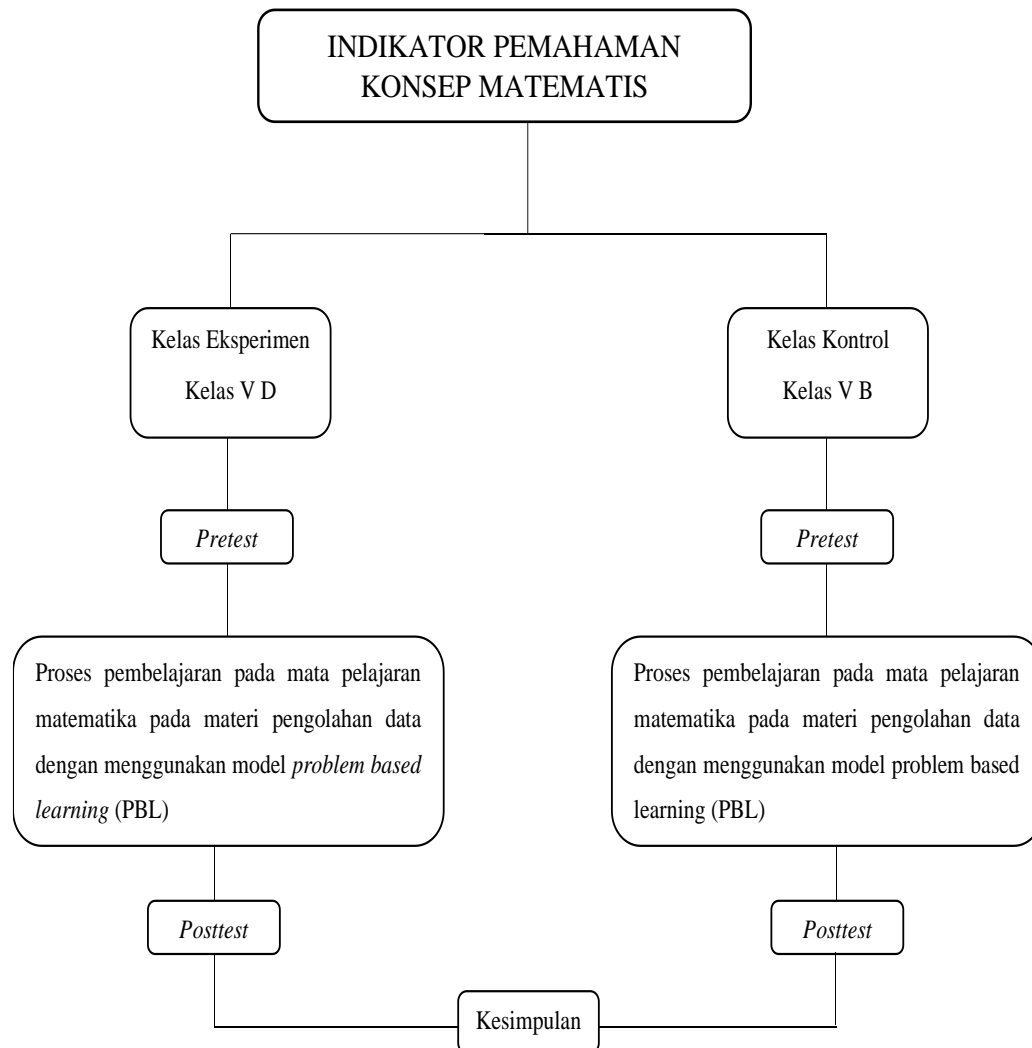 INDIKATOR PEMAHAMAN
KONSEP MATEMATIS
Kelas Eksperimen
Kelas V D
Kelas Kontrol
Kelas V B
Pretest
Pretest
Proses pembelajaran pada mata pelajaran
matematika pada materi pengolahan data
dengan menggunakan model problem based
learning (PBL)
Proses pembelajaran pada mata pelajaran
matematika pada materi pengolahan data
dengan menggunakan model problem based
learning (PBL)
Posttest
Posttest
Kesimpulan